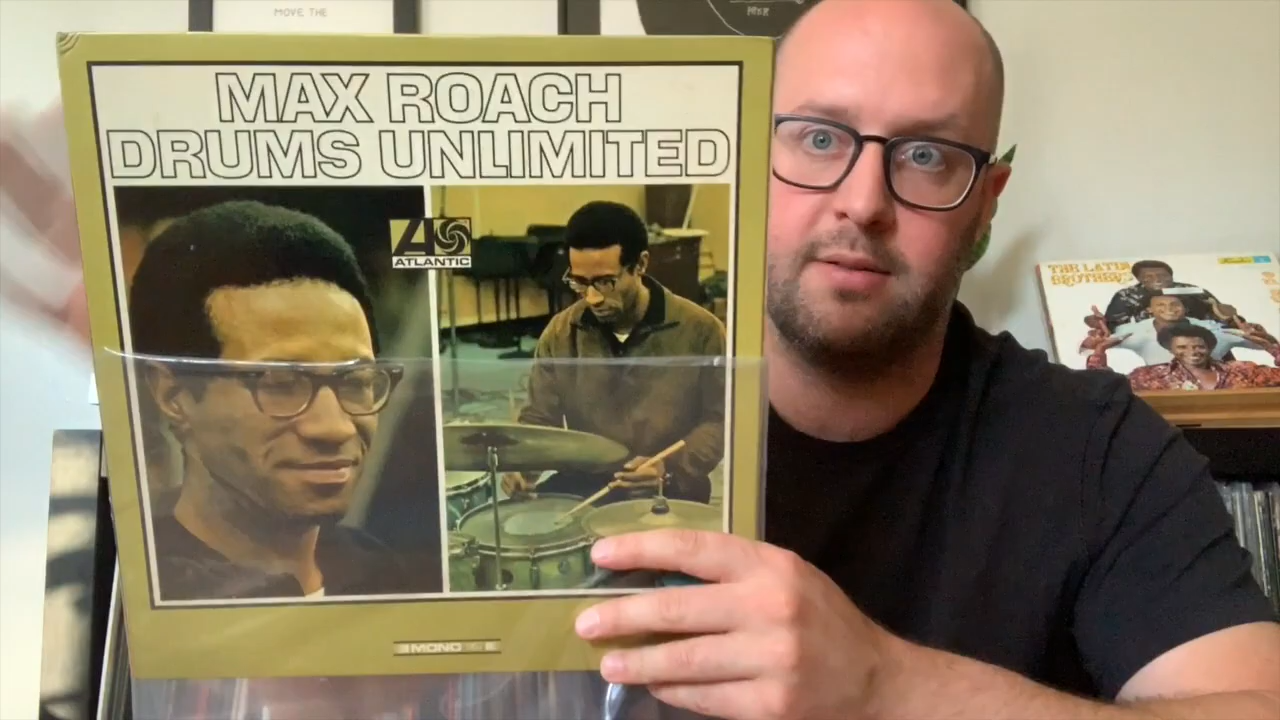 MOVE THE
MAX ROACH
DRUMS UNLIMITED
ATLANTIC
MONO
THE LATIN
BROTHERS